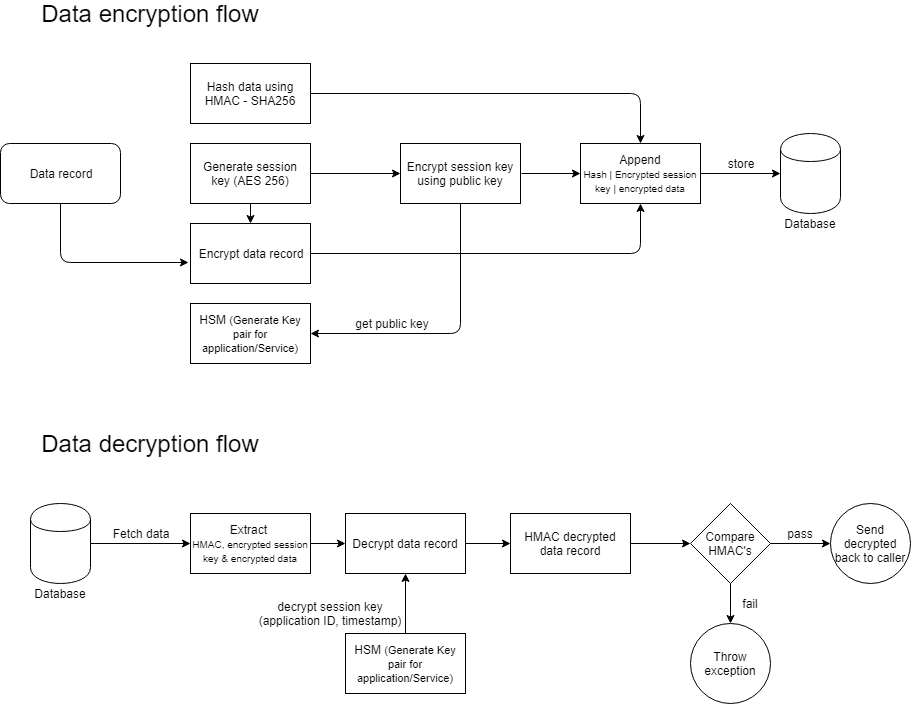 Data encryption flow
Hash data using
HMAC - SHA256
Data record
Generate session
key (AES 256)
Encrypt session key
using public key
Append
Hash | Encrypted session
key | encrypted data
store
Database
Encrypt data record
HSM (Generate Key
pair for
application/Service)
get public key
Data decryption flow
Database
Fetch data
Extract
HMAC, encrypted session
key & encrypted data
Decrypt data record
HMAC decrypted
data record
Compare
HMAC's
pass
Send
decrypted
back to caller
fail
Throw
exception
decrypt session key
(application ID, timestamp)
HSM (Generate Key
pair for
application/Service)